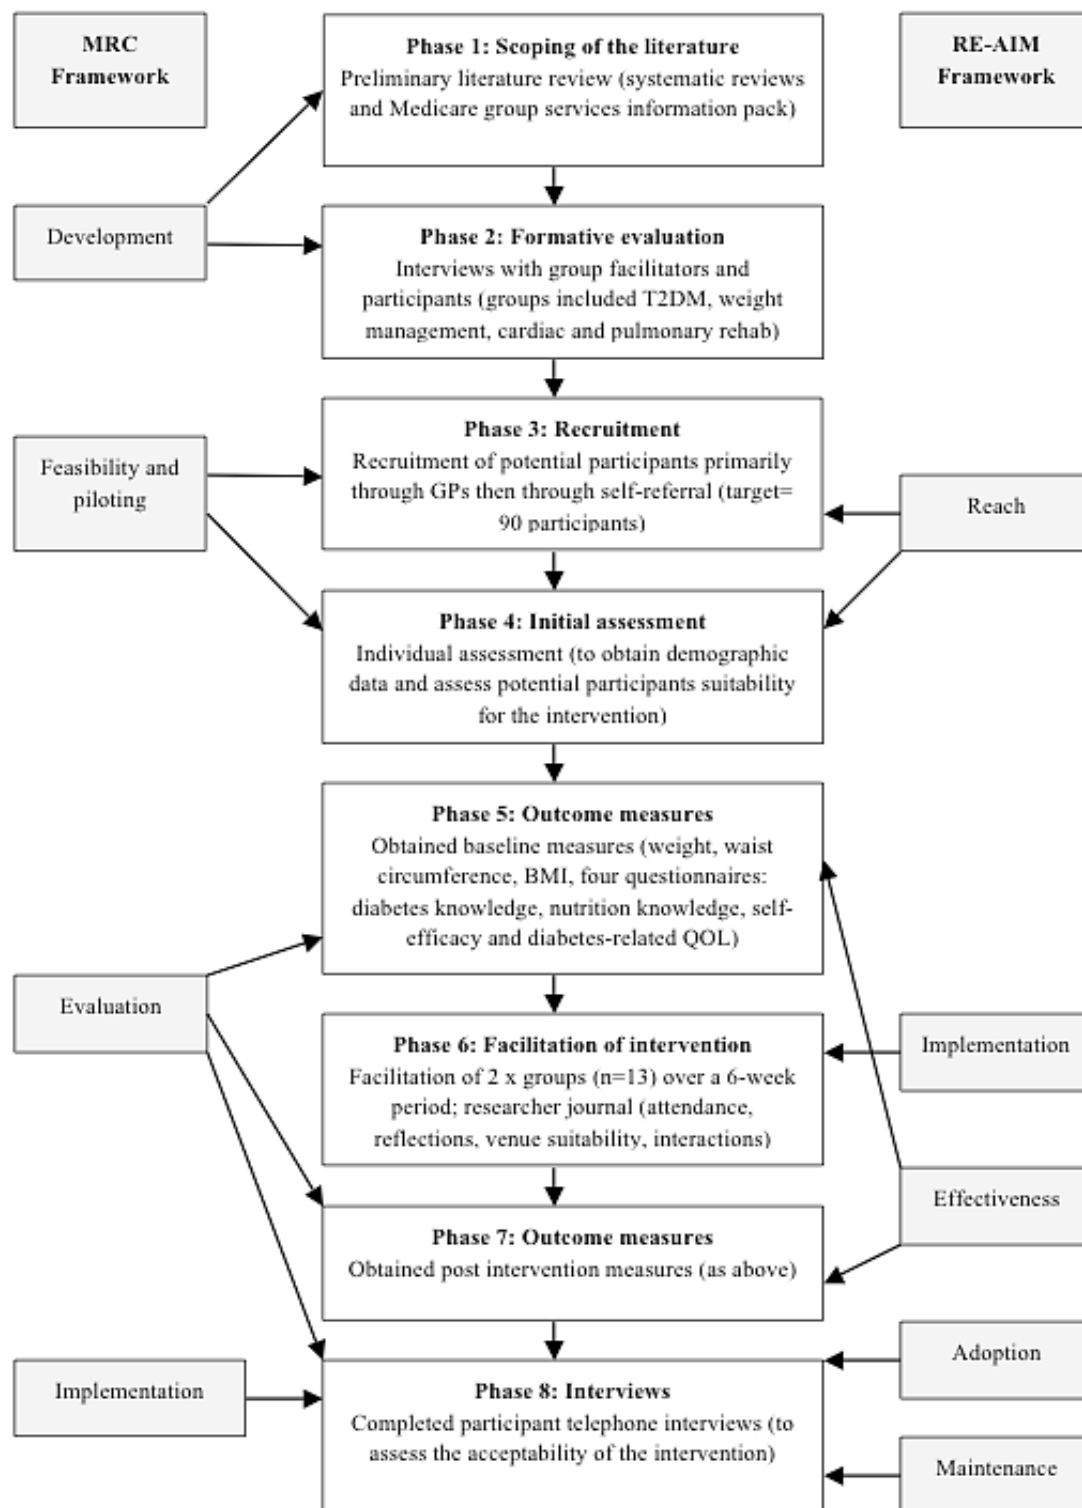 MRC
Framework
Phase 1: Scoping of the literature
Preliminary literature review (systematic reviews
and Medicare group services information pack)
RE-AIM
Framework
Development
Phase 2: Formative evaluation
Interviews with group facilitators and
participants (groups included T2DM, weight
management, cardiac and pulmonary rehab)
Feasibility and
piloting
Phase 3: Recruitment
Recruitment of potential participants primarily
through GPs then through self-referral (target=
90 participants)
Reach
Phase 4: Initial assessment
Individual assessment (to obtain demographic
data and assess potential participants suitability
for the intervention)
Phase 5: Outcome measures
Obtained baseline measures (weight, waist
circumference, BMI, four questionnaires:
diabetes knowledge, nutrition knowledge, self-
efficacy and diabetes-related QOL)
Evaluation
Phase 6: Facilitation of intervention
Facilitation of 2 x groups (n=13) over a 6-week
period; researcher journal (attendance,
reflections, venue suitability, interactions)
Implementation
Effectiveness
Phase 7: Outcome measures
Obtained post intervention measures (as above)
Adoption
Implementation
Phase 8: Interviews
Completed participant telephone interviews (to
assess the acceptability of the intervention)
Maintenance